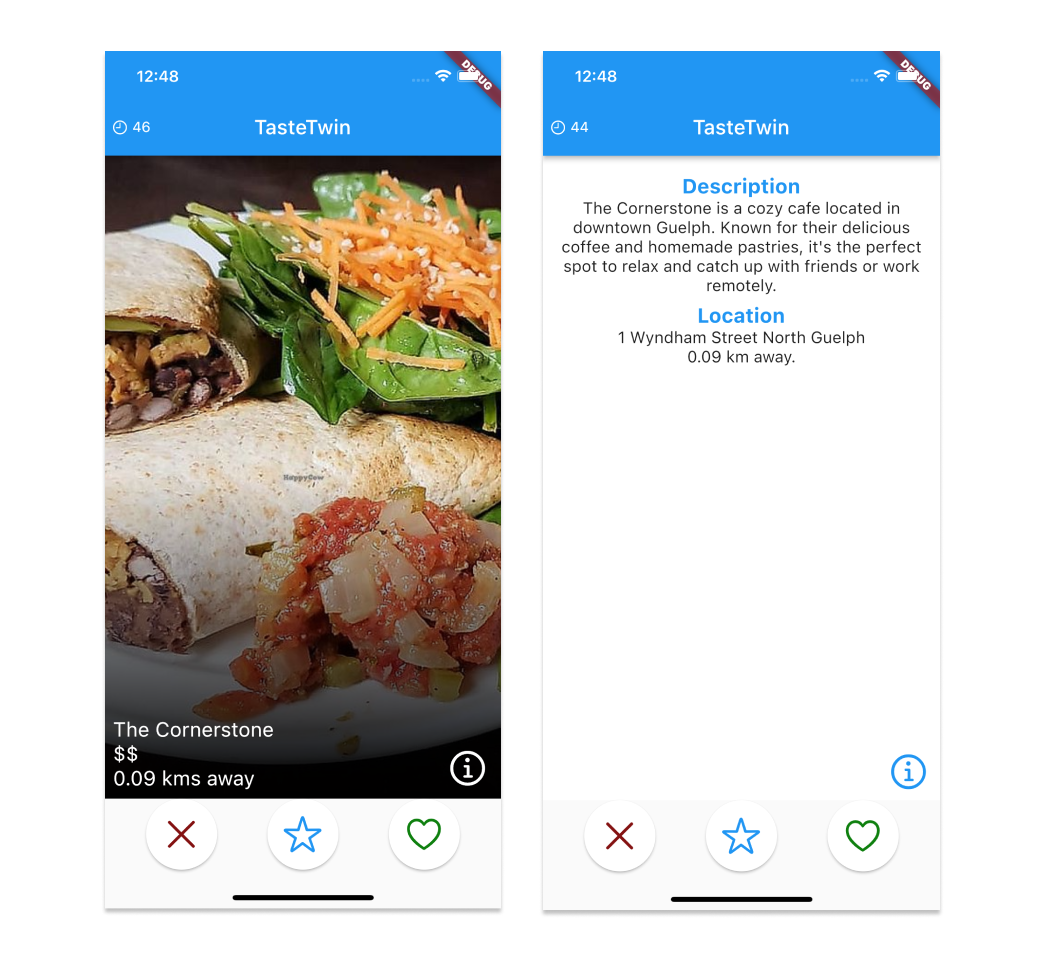 12:48
DEBUG
46
TasteTwin
HappyCow
The Cornerstone
$$
0.09 kms away
12:48
DEBUG
44
TasteTwin
Description
The Cornerstone is a cozy cafe located in
downtown Guelph. Known for their delicious
coffee and homemade pastries, it's the perfect
spot to relax and catch up with friends or work
remotely.
Location
1 Wyndham Street North Guelph
0.09 km away.